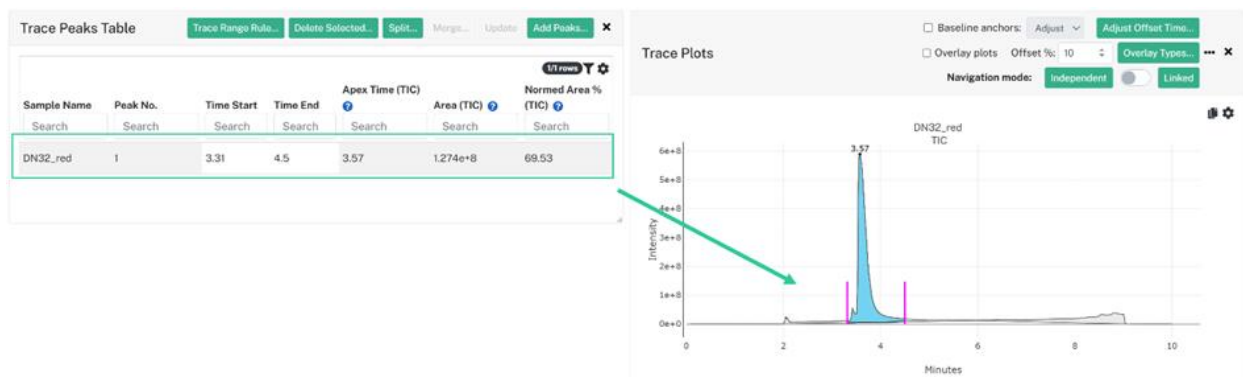 Trace Peaks Table
Trace Range Rule... Delete Selected... Split... Merge... Update Add Peaks...
1/1 rows
Sample Name Peak No. Time Start Time End Apex Time (TIC) Area (TIC) Normed Area % (TIC)
Search Search Search Search Search Search Search
DN32_red 1 3.31 4.5 3.57 1.274e+8 69.53
Trace Plots
Baseline anchors: Adjust Adjust Offset Time...
Overlay plots Offset %: 10 Overlay Types...
Navigation mode: Independent Linked
DN32_red
TIC
3.57
6e+8
5e+8
4e+8
3e+8
2e+8
1e+8
0e+0
Intensity
0 2 4 6 8 10
Minutes